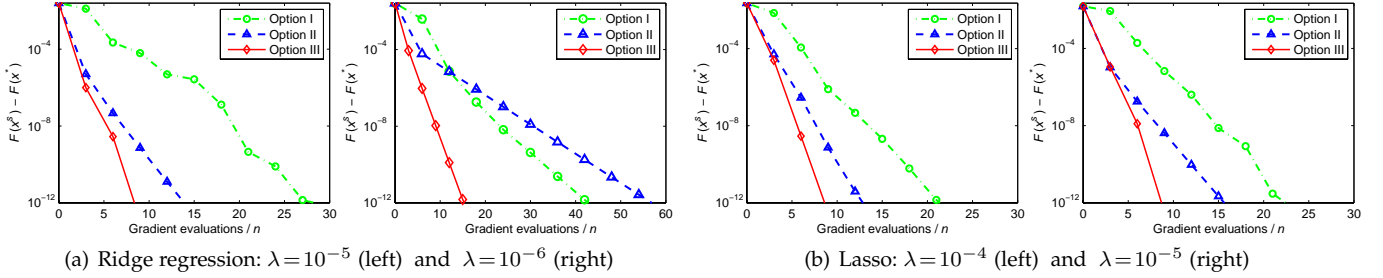 F(x^s) − F(x^*)
10^−4
10^−8
10^−12
0 5 10 15 20 25 30
Gradient evaluations / n
Option I
Option II
Option III
F(x^s) − F(x^*)
10^−4
10^−8
10^−12
0 10 20 30 40 50 60
Gradient evaluations / n
Option I
Option II
Option III
(a) Ridge regression: λ=10^−5 (left) and λ=10^−6 (right)
F(x^s) − F(x^*)
10^−4
10^−8
10^−12
0 5 10 15 20 25 30
Gradient evaluations / n
Option I
Option II
Option III
F(x^s) − F(x^*)
10^−4
10^−8
10^−12
0 5 10 15 20 25 30
Gradient evaluations / n
Option I
Option II
Option III
(b) Lasso: λ=10^−4 (left) and λ=10^−5 (right)